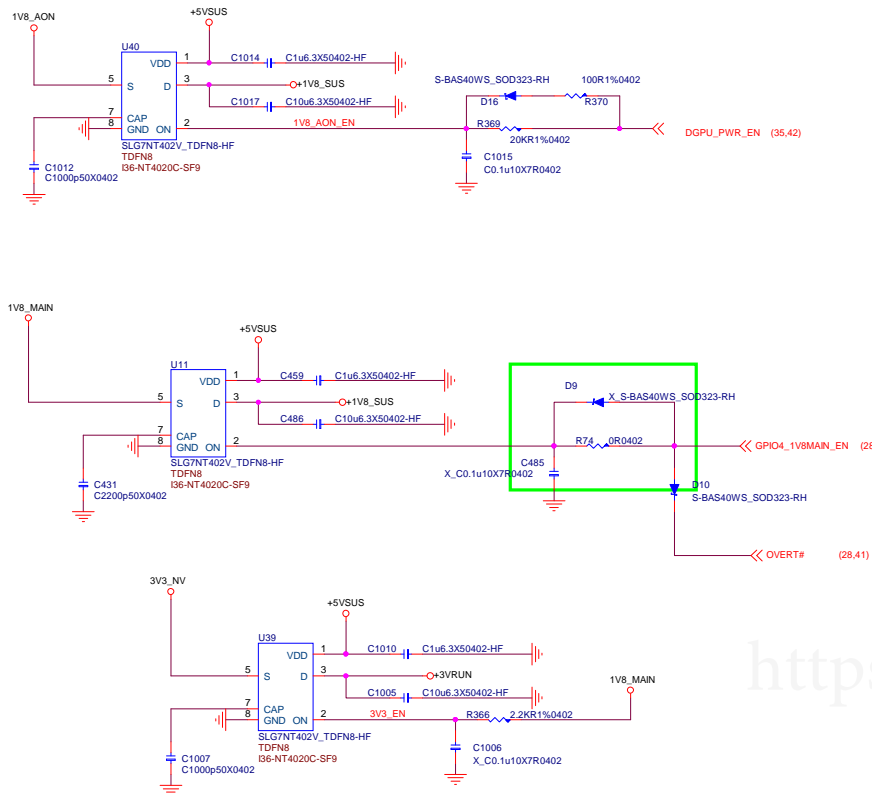 1V8_AON
+5VSUS
U40
VDD
1
C1014
C1u6.3X50402-HF
5
S
D
3
+1V8_SUS
C1017
C10u6.3X50402-HF
7
CAP
8
GND
ON
2
1V8_AON_EN
SLG7NT402V_TDFN8-HF
TDFN8
I36-NT4020C-SF9
C1012
C1000p50X0402
S-BAS40WS_SOD323-RH
100R1%0402
D16
R370
R369
20KR1%0402
DGPU_PWR_EN (35,42)
C1015
C0.1u10X7R0402
1V8_MAIN
+5VSUS
U11
VDD
1
C459
C1u6.3X50402-HF
5
S
D
3
+1V8_SUS
C486
C10u6.3X50402-HF
7
CAP
8
GND
ON
2
SLG7NT402V_TDFN8-HF
TDFN8
I36-NT4020C-SF9
C431
C2200p50X0402
D9
X_S-BAS40WS_SOD323-RH
R74
0R0402
GPIO4_1V8MAIN_EN (28
C485
X_C0.1u10X7R0402
D10
S-BAS40WS_SOD323-RH
OVERT# (28,41)
3V3_NV
+5VSUS
U39
VDD
1
C1010
C1u6.3X50402-HF
5
S
D
3
+3VRUN
C1005
C10u6.3X50402-HF
7
CAP
8
GND
ON
2
3V3_EN
R366
2.2KR1%0402
1V8_MAIN
SLG7NT402V_TDFN8-HF
TDFN8
I36-NT4020C-SF9
C1007
C1000p50X0402
C1006
X_C0.1u10X7R0402
https